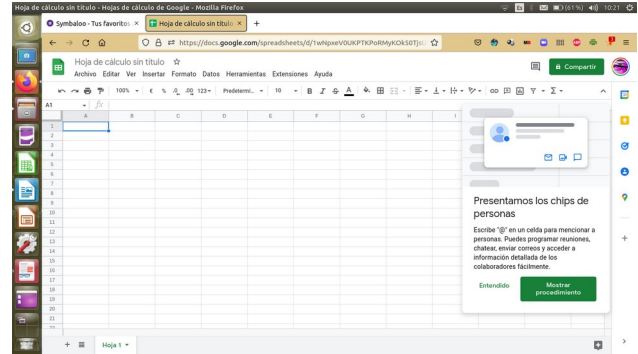 Hoja de cálculo sin título - Hojas de cálculo de Google - Mozilla Firefox
Es
(61%)
10:21
Symbaloo - Tus favoritos
Hoja de cálculo sin título
https://docs.google.com/spreadsheets/d/1wNpxeV0UKPTKPoRMyKOk50Tjsu
Hoja de cálculo sin título
Archivo Editar Ver Insertar Formato Datos Herramientas Extensiones Ayuda
Compartir
100% € % .0 .00 123 Predetermi... 10 B I S A
A1 fx
A B C D E F G H I
1
2
3
4
5
6
7
8
9
10
11
12
13
14
15
16
17
18
19
20
21
22
Presentamos los chips de
personas
Escribe "@" en un celda para mencionar a
personas. Puedes programar reuniones,
chatear, enviar correos y acceder a
información detallada de los
colaboradores fácilmente.
Entendido
Mostrar
procedimiento
Hoja 1